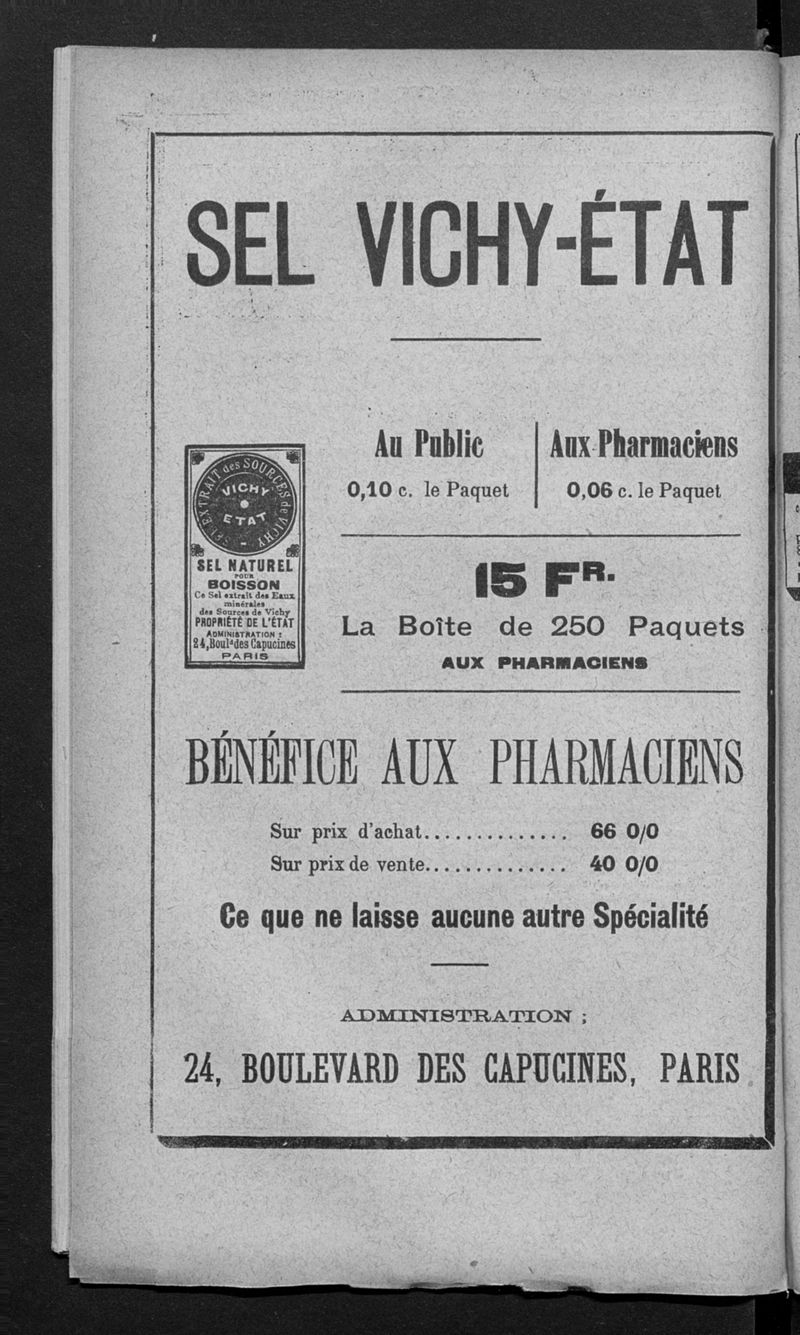 SEL VICHY-ÉTAT
SEL EXTRAIT des SOURCES de VICHY
VICHY
ETAT
SEL NATUREL
POUR
BOISSON
Ce Sel extrait des Eaux
minérales
des Sources de Vichy
PROPRIÉTÉ DE L'ÉTAT
ADMINISTRATION :
24, Boul.d des Capucines
PARIS
Au Public
0,10 c. le Paquet
Aux Pharmaciens
0,06 c. le Paquet
15 FR.
La Boîte de 250 Paquets
AUX PHARMACIENS
BÉNÉFICE AUX PHARMACIENS
Sur prix d'achat.............. 66 0/0
Sur prix de vente.............. 40 0/0
Ce que ne laisse aucune autre Spécialité
ADMINISTRATION ;
24, BOULEVARD DES CAPUCINES, PARIS